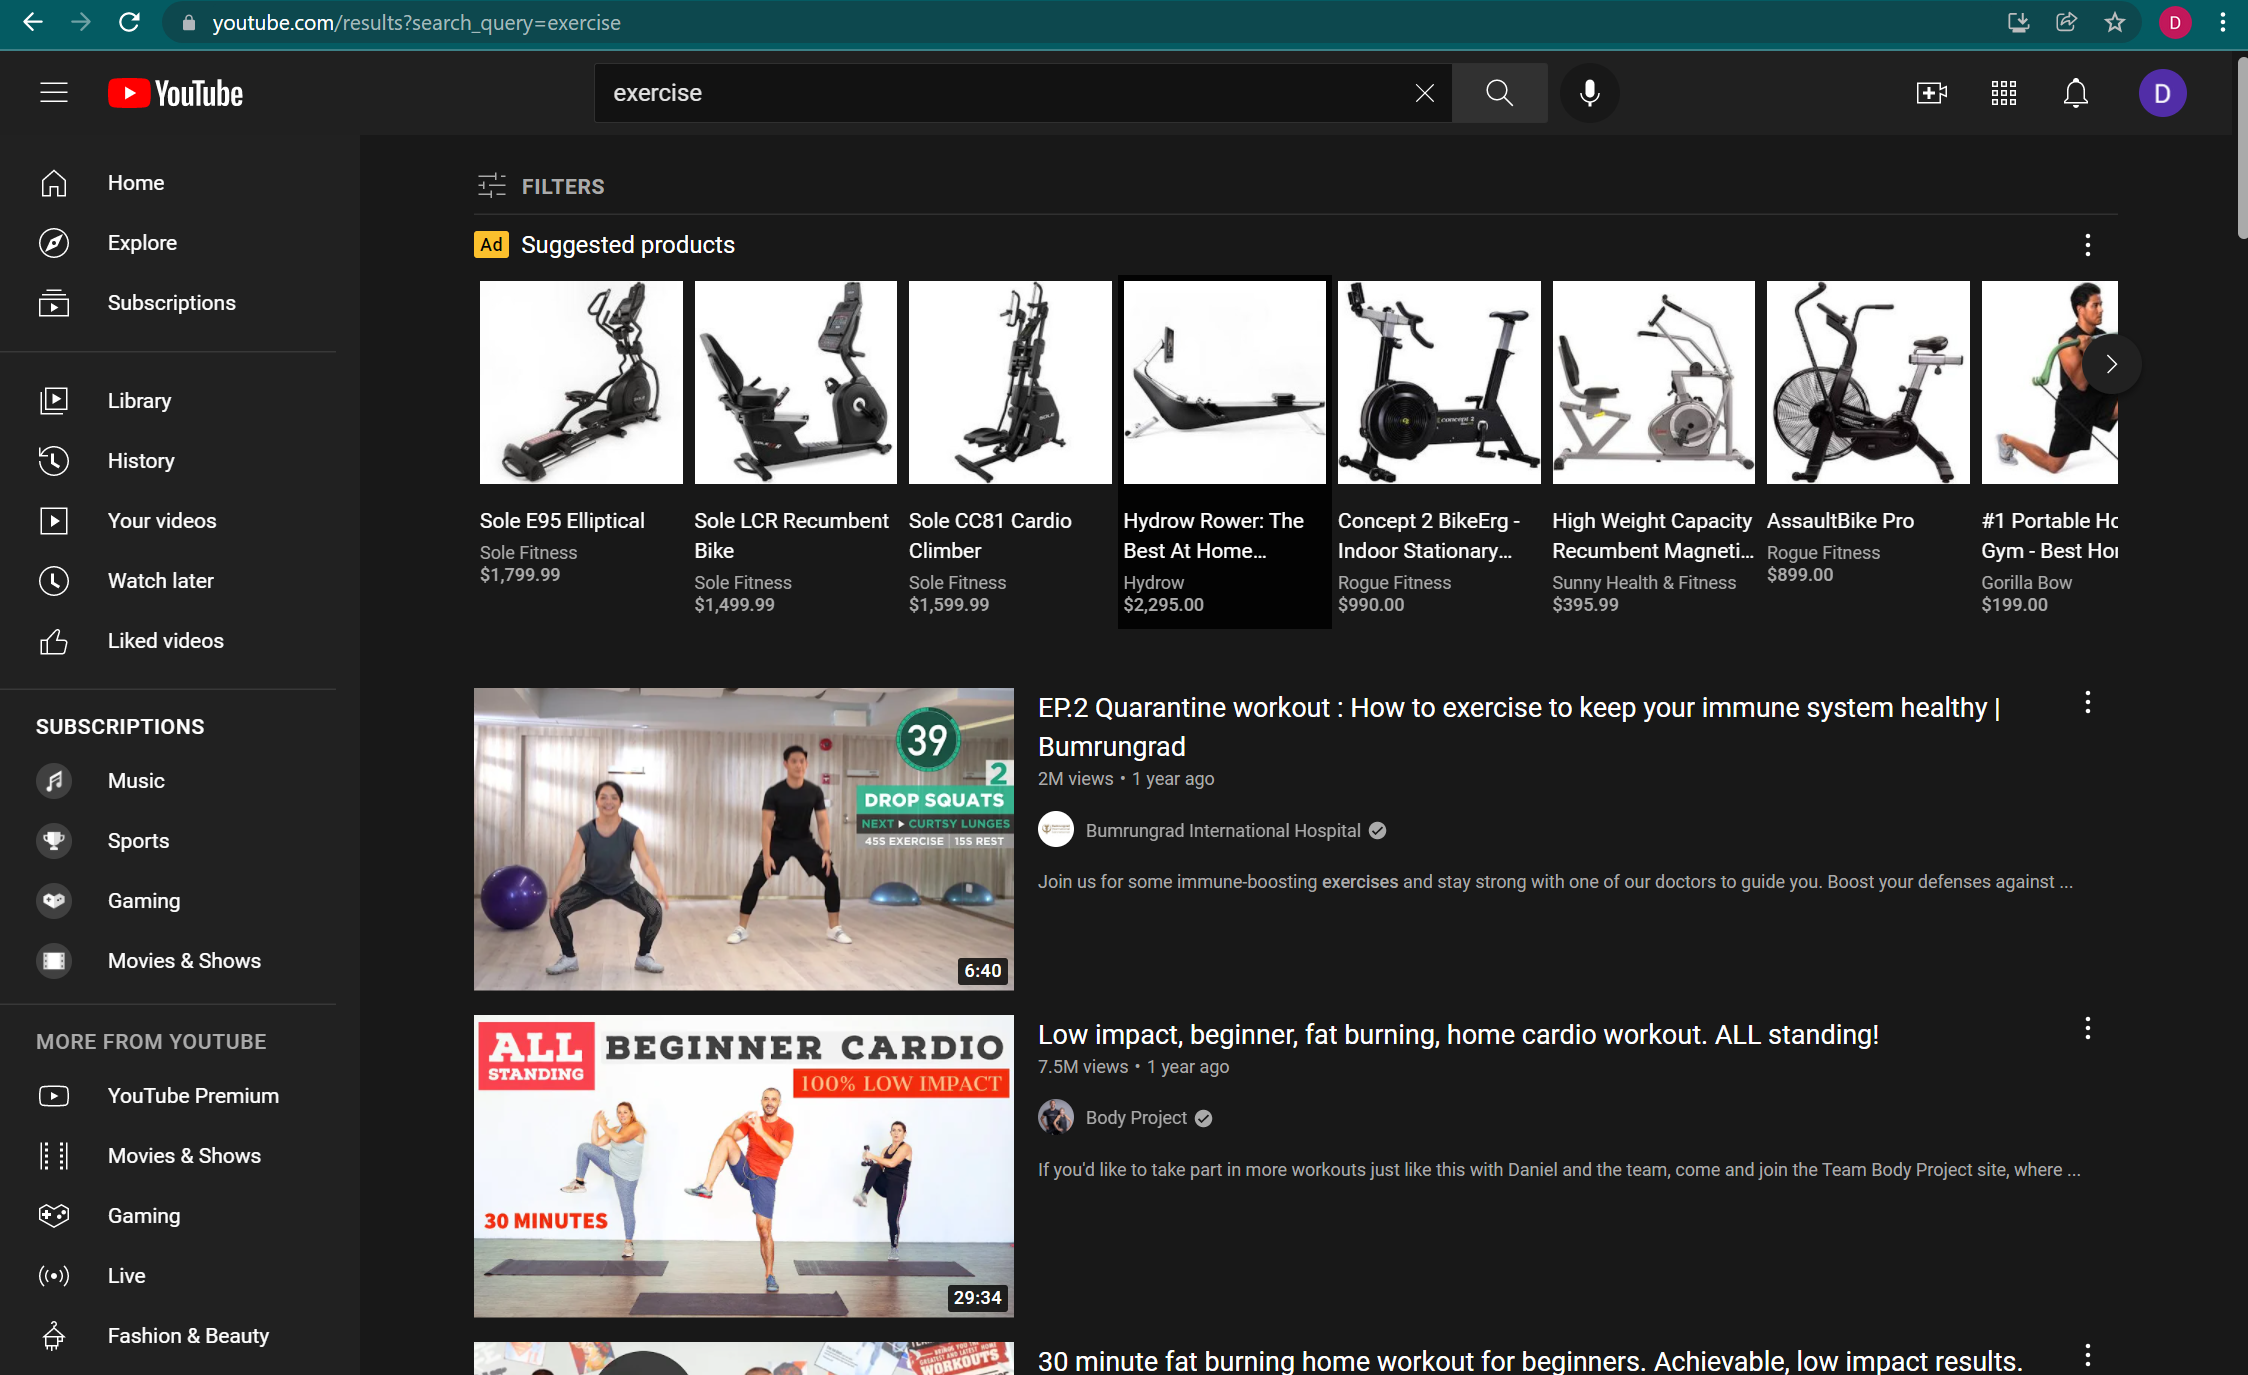 youtube.com/results?search_query=exercise
D
YouTube
exercise
D
Home
Explore
Subscriptions
Library
History
Your videos
Watch later
Liked videos
SUBSCRIPTIONS
Music
Sports
Gaming
Movies & Shows
MORE FROM YOUTUBE
YouTube Premium
Movies & Shows
Gaming
Live
Fashion & Beauty
FILTERS
Ad Suggested products
Sole E95 Elliptical
Sole Fitness
$1,799.99
Sole LCR Recumbent
Bike
Sole Fitness
$1,499.99
Sole CC81 Cardio
Climber
Sole Fitness
$1,599.99
Hydrow Rower: The
Best At Home...
Hydrow
$2,295.00
Concept 2 BikeErg -
Indoor Stationary...
Rogue Fitness
$990.00
High Weight Capacity
Recumbent Magneti...
Sunny Health & Fitness
$395.99
AssaultBike Pro
Rogue Fitness
$899.00
#1 Portable Ho
Gym - Best Hor
Gorilla Bow
$199.00
39
2
DROP SQUATS
NEXT ▶ CURTSY LUNGES
45S EXERCISE | 15S REST
6:40
EP.2 Quarantine workout : How to exercise to keep your immune system healthy |
Bumrungrad
2M views • 1 year ago
Bumrungrad International Hospital
Join us for some immune-boosting exercises and stay strong with one of our doctors to guide you. Boost your defenses against ...
ALL
STANDING
BEGINNER CARDIO
100% LOW IMPACT
30 MINUTES
29:34
Low impact, beginner, fat burning, home cardio workout. ALL standing!
7.5M views • 1 year ago
Body Project
If you'd like to take part in more workouts just like this with Daniel and the team, come and join the Team Body Project site, where ...
GREATEST AND LATEST HOME
WORKOUTS
30 minute fat burning home workout for beginners. Achievable, low impact results.